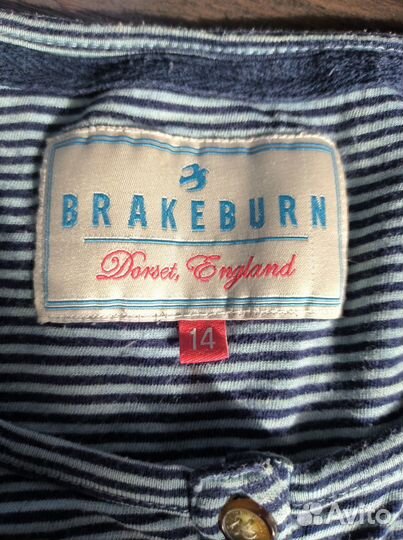 BRAKEBURN
Dorset, England
14
Avito